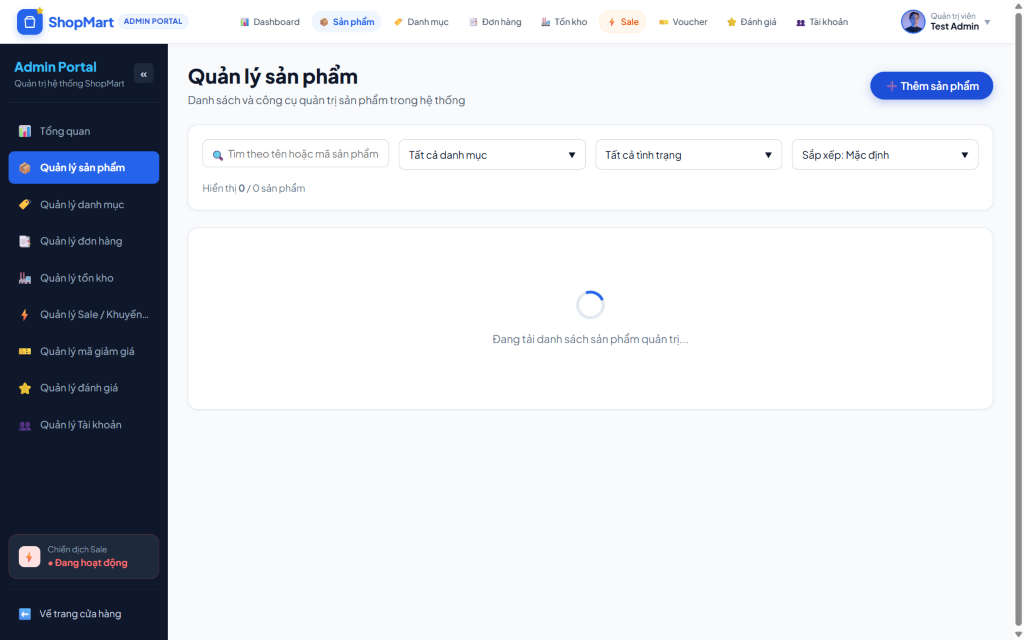 ShopMart
ADMIN PORTAL
Dashboard
Sản phẩm
Danh mục
Đơn hàng
Tồn kho
Sale
Voucher
Đánh giá
Tài khoản
Quản trị viên
Test Admin
Admin Portal
Quản trị hệ thống ShopMart
«
Tổng quan
Quản lý sản phẩm
Quản lý danh mục
Quản lý đơn hàng
Quản lý tồn kho
Quản lý Sale / Khuyến...
Quản lý mã giảm giá
Quản lý đánh giá
Quản lý Tài khoản
Chiến dịch Sale
● Đang hoạt động
Về trang cửa hàng
Quản lý sản phẩm
Danh sách và công cụ quản trị sản phẩm trong hệ thống
Thêm sản phẩm
Tìm theo tên hoặc mã sản phẩm
Tất cả danh mục
Tất cả tình trạng
Sắp xếp: Mặc định
Hiển thị 0 / 0 sản phẩm
Đang tải danh sách sản phẩm quản trị...